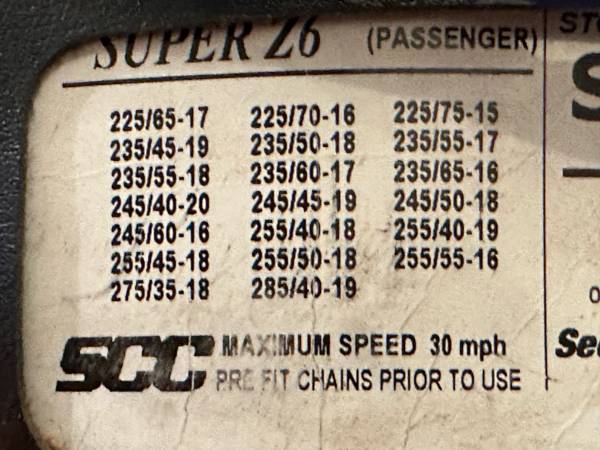 SUPER Z6 (PASSENGER)
225/65-17 225/70-16 225/75-15
235/45-19 235/50-18 235/55-17
235/55-18 235/60-17 235/65-16
245/40-20 245/45-19 245/50-18
245/60-16 255/40-18 255/40-19
255/45-18 255/50-18 255/55-16
275/35-18 285/40-19
SCC MAXIMUM SPEED 30 mph
PRE FIT CHAINS PRIOR TO USE